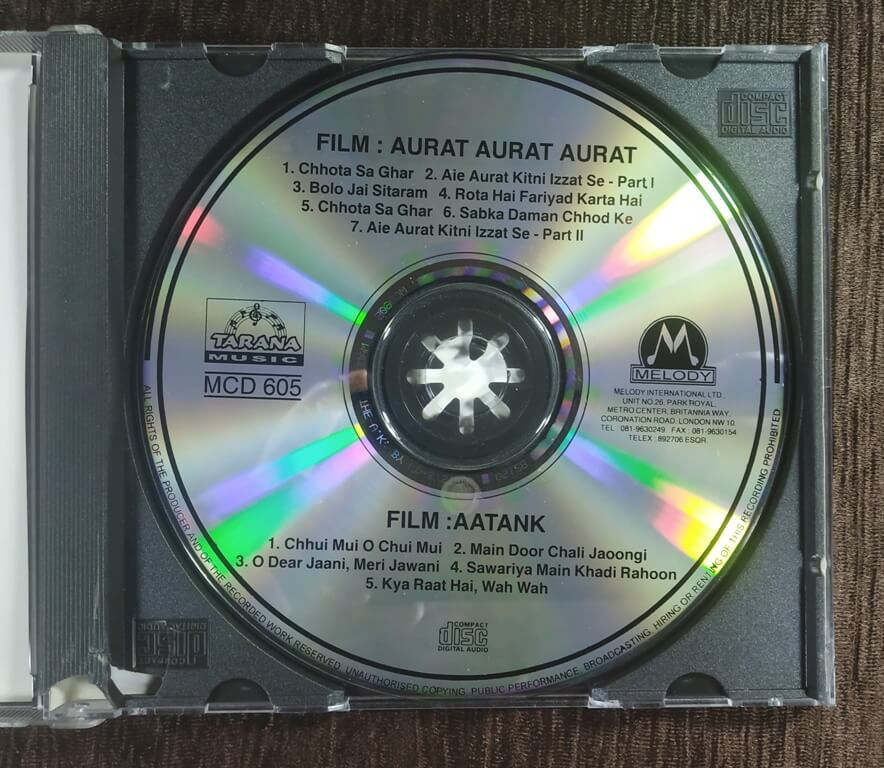 COMPACT
disc
DIGITAL AUDIO
FILM : AURAT AURAT AURAT
1. Chhota Sa Ghar 2. Aie Aurat Kitni Izzat Se - Part I
3. Bolo Jai Sitaram 4. Rota Hai Fariyad Karta Hai
5. Chhota Sa Ghar 6. Sabka Daman Chhod Ke
7. Aie Aurat Kitni Izzat Se - Part II
TARANA
MUSIC
MCD 605
MELODY
MELODY INTERNATIONAL LTD.,
UNIT NO.26, PARK ROYAL,
METRO CENTER, BRITANNIA WAY,
CORONATION ROAD, LONDON NW 10.
TEL : 081-9630249 FAX : 081-9630154
TELEX : 892706 ESQR.
THE U.K. BY
FILM :AATANK
1. Chhui Mui O Chui Mui 2. Main Door Chali Jaoongi
3. O Dear Jaani, Meri Jawani 4. Sawariya Main Khadi Rahoon
5. Kya Raat Hai, Wah Wah
COMPACT
disc
DIGITAL AUDIO
ALL RIGHTS OF THE PRODUCER AND OF THE RECORDED WORK RESERVED. UNAUTHORISED COPYING, PUBLIC PERFORMANCE, BROADCASTING, HIRING OR RENTING OF THIS RECORDING PROHIBITED
COMPACT
disc
DIGITAL AUDIO